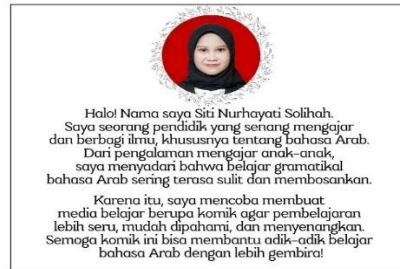 Halo! Nama saya Siti Nurhayati Solihah.
Saya seorang pendidik yang senang mengajar
dan berbagi ilmu, khususnya tentang bahasa Arab.
Dari pengalaman mengajar anak-anak,
saya menyadari bahwa belajar gramatikal
bahasa Arab sering terasa sulit dan membosankan.
Karena itu, saya mencoba membuat
media belajar berupa komik agar pembelajaran
lebih seru, mudah dipahami, dan menyenangkan.
Semoga komik ini bisa membantu adik-adik belajar
bahasa Arab dengan lebih gembira!